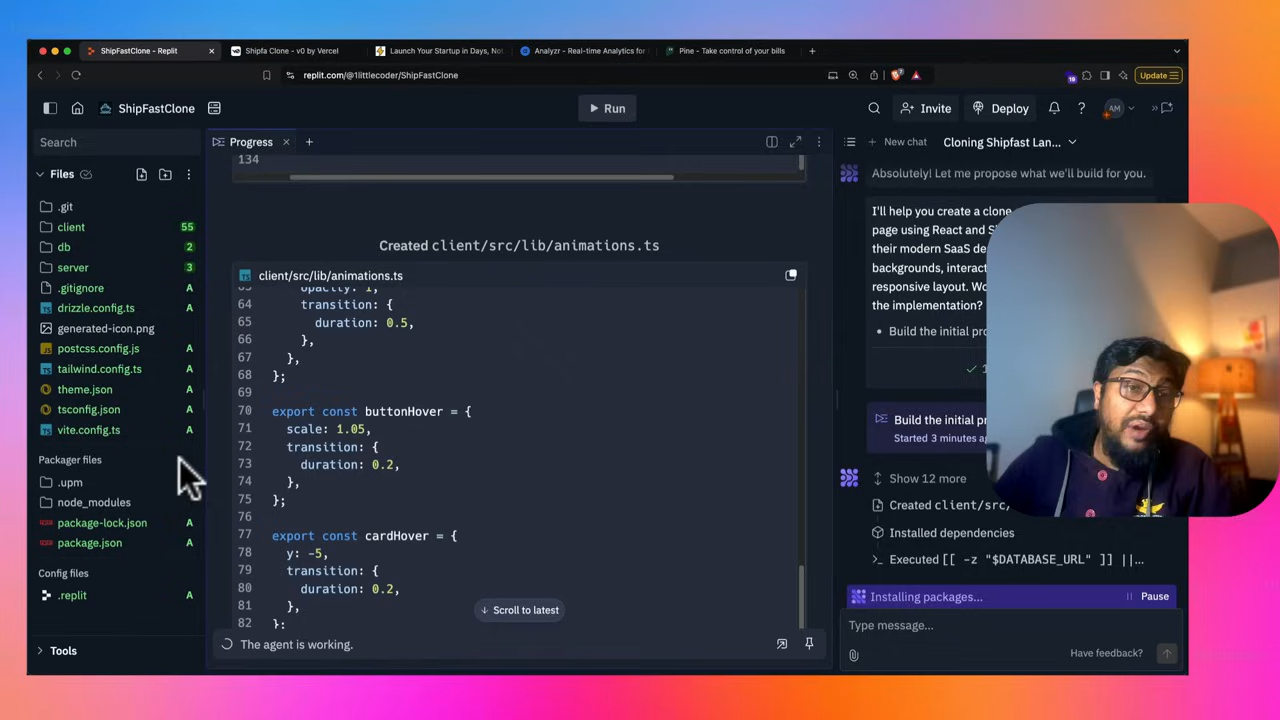 ShipFastClone - Replit
Shipfa Clone - v0 by Vercel
Launch Your Startup in Days, Not
Analyzr - Real-time Analytics for
Pine - Take control of your bills
replit.com/@1littlecoder/ShipFastClone
19
Update
ShipFastClone
Run
Invite
Deploy
AM
Search
Progress
New chat
Cloning Shipfast Lan...
Files
.git
client 55
db 2
server 3
.gitignore A
drizzle.config.ts A
generated-icon.png
postcss.config.js A
tailwind.config.ts A
theme.json A
tsconfig.json A
vite.config.ts A
Packager files
.upm
node_modules
package-lock.json A
package.json A
Config files
.replit A
Tools
134
Created client/src/lib/animations.ts
client/src/lib/animations.ts
opacity: 1,
64 transition: {
65 duration: 0.5,
66 },
67 },
68 };
69
70 export const buttonHover = {
71 scale: 1.05,
72 transition: {
73 duration: 0.2,
74 },
75 };
76
77 export const cardHover = {
78 y: -5,
79 transition: {
80 duration: 0.2,
81 },
82 };
Scroll to latest
The agent is working.
Absolutely! Let me propose what we'll build for you.
I'll help you create a clone
page using React and S
their modern SaaS de
backgrounds, interact
responsive layout. Wo
the implementation?
Build the initial pro
Build the initial p
Started 3 minutes ag
Show 12 more
Created client/src/
Installed dependencies
Executed [[ -z "$DATABASE_URL" ]] ||...
Installing packages...
Pause
Type message...
Have feedback?